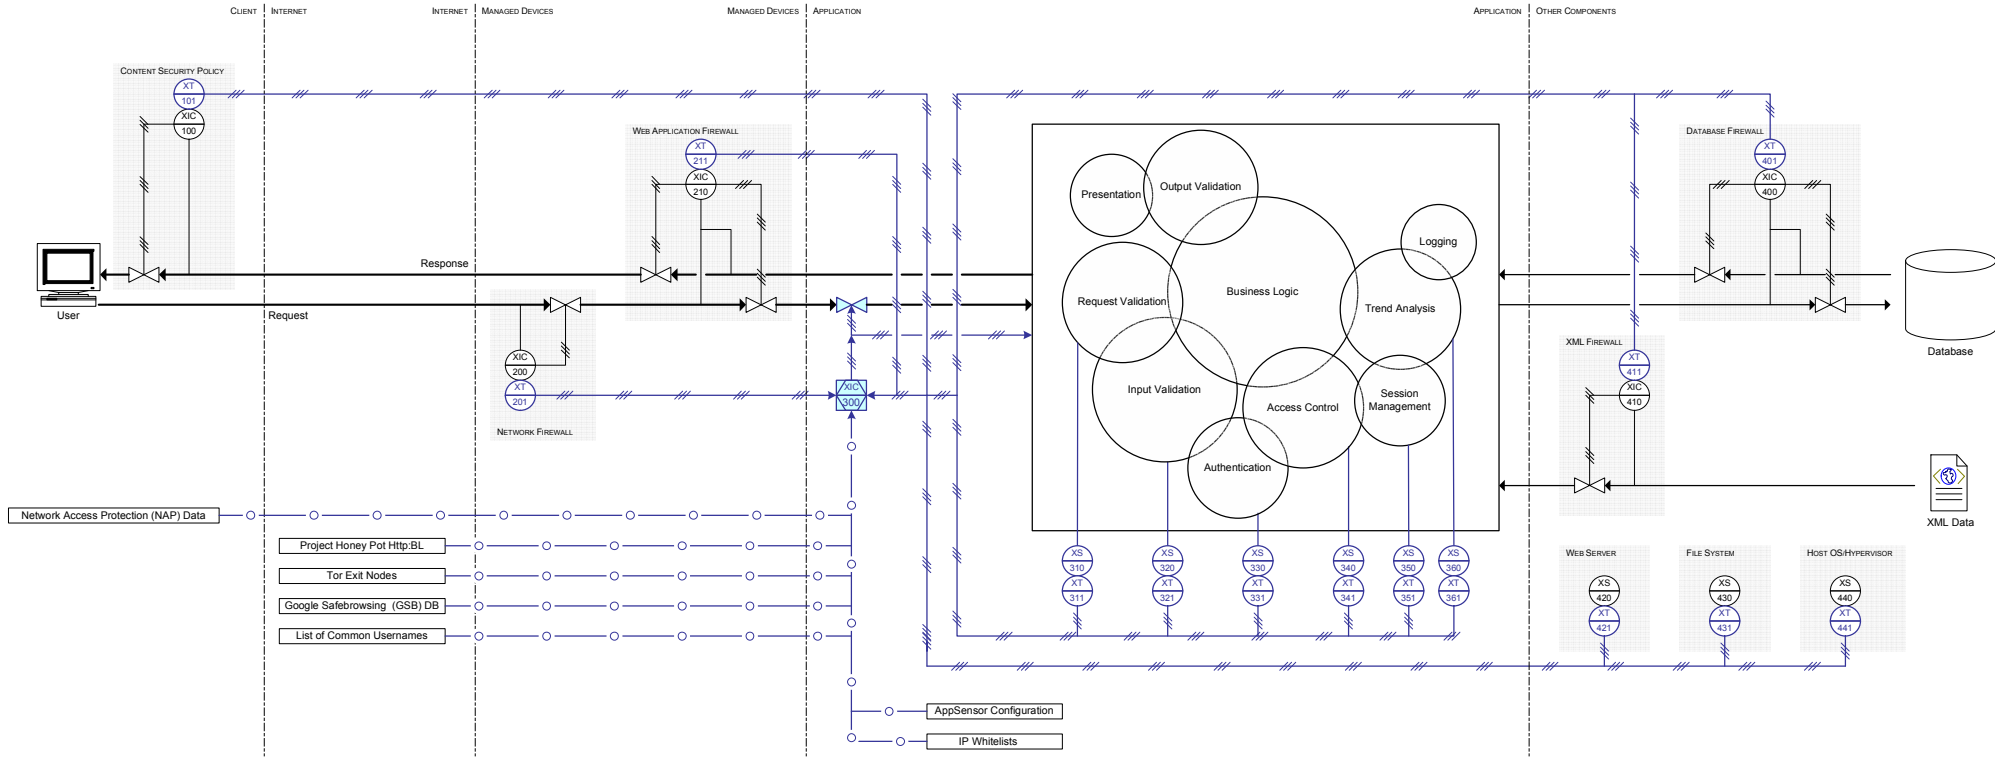 CLIENT
INTERNET
INTERNET
MANAGED DEVICES
MANAGED DEVICES
APPLICATION
APPLICATION
OTHER COMPONENTS
CONTENT SECURITY POLICY
XT
101
XIC
100
WEB APPLICATION FIREWALL
XT
211
XIC
210
DATABASE FIREWALL
XT
401
XIC
400
Presentation
Output Validation
Logging
Request Validation
Business Logic
Trend Analysis
Input Validation
Access Control
Session
Management
Authentication
Response
User
Request
Database
XIC
200
XT
201
NETWORK FIREWALL
XIC
300
XML FIREWALL
XT
411
XIC
410
XML Data
Network Access Protection (NAP) Data
Project Honey Pot Http:BL
Tor Exit Nodes
Google Safebrowsing (GSB) DB
List of Common Usernames
XS
310
XT
311
XS
320
XT
321
XS
330
XT
331
XS
340
XT
341
XS
350
XT
351
XS
360
XT
361
WEB SERVER
XS
420
XT
421
FILE SYSTEM
XS
430
XT
431
HOST OS/HYPERVISOR
XS
440
XT
441
AppSensor Configuration
IP Whitelists